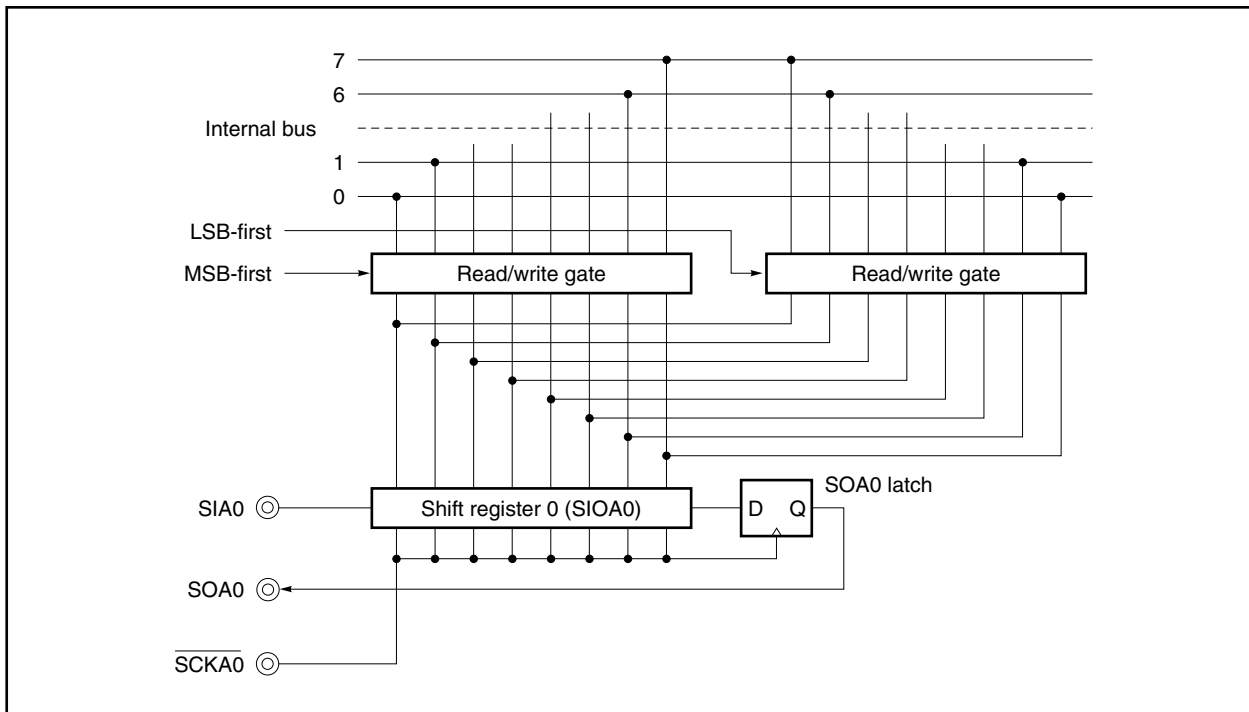 7
6
Internal bus
1
0
LSB-first
MSB-first
Read/write gate
Read/write gate
SOA0 latch
SIA0
Shift register 0 (SIOA0)
D
Q
SOA0
SCKA0